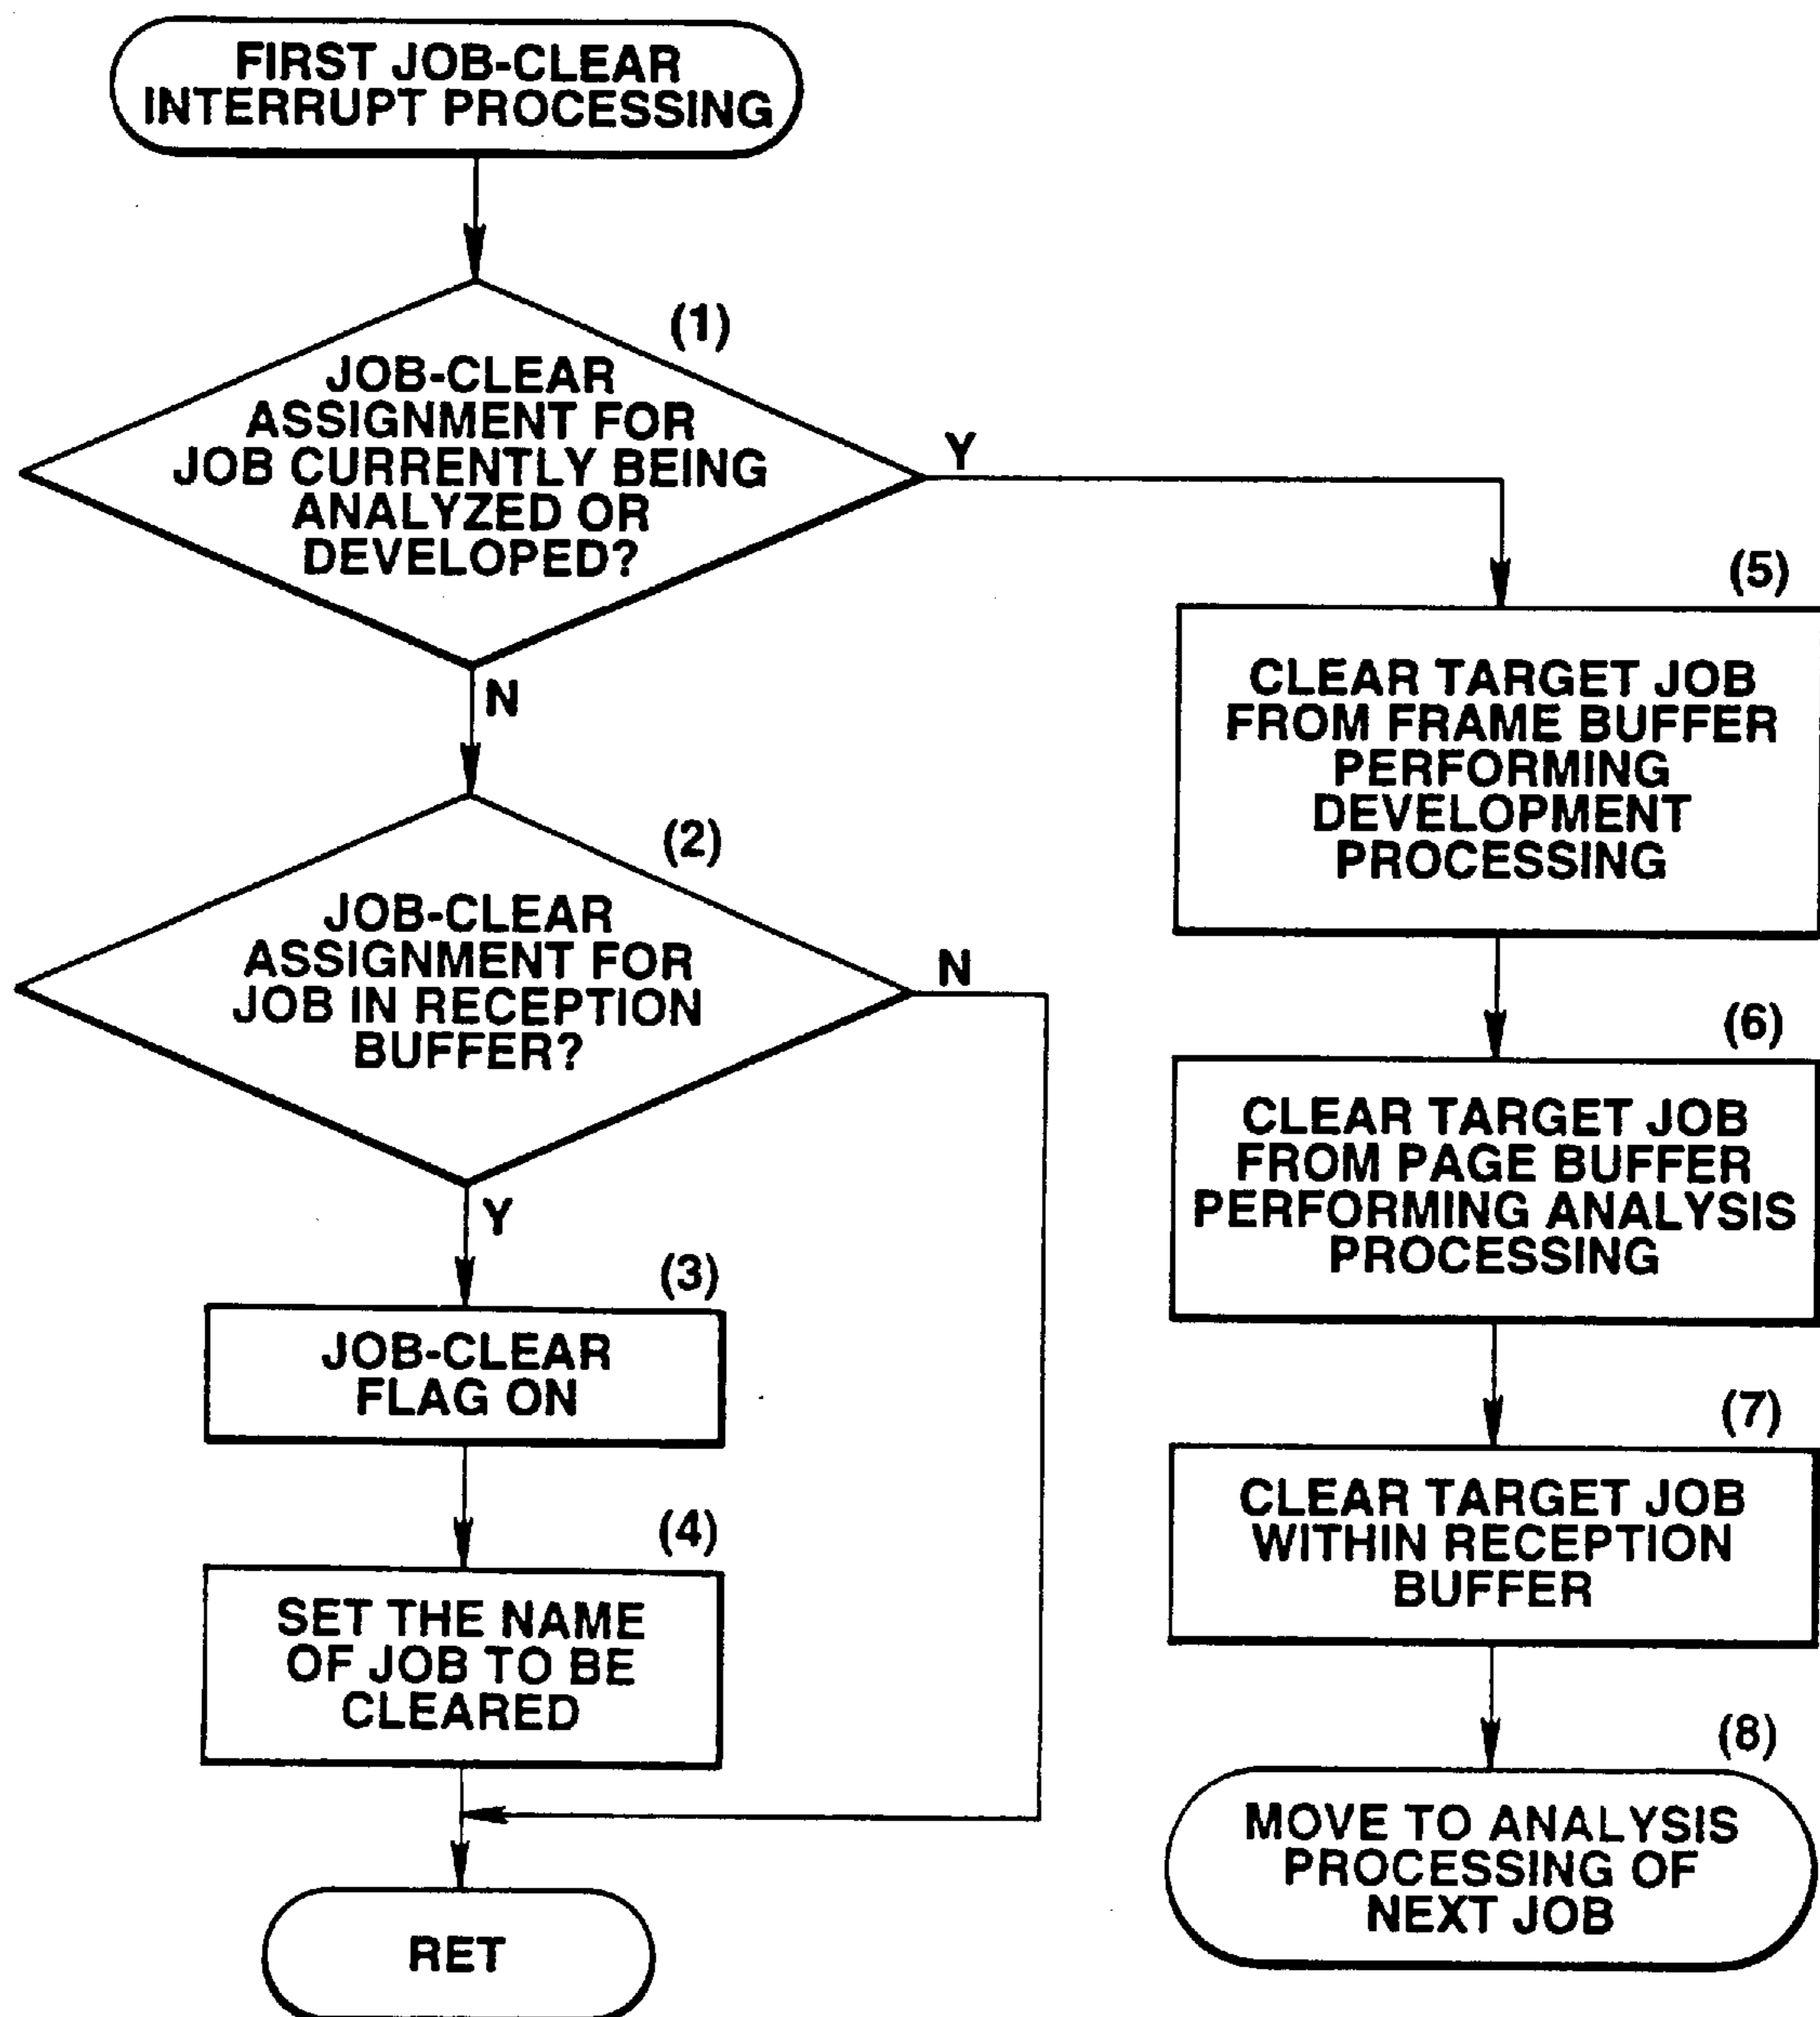 FIRST JOB-CLEAR
INTERRUPT PROCESSING
(1)
JOB-CLEAR
ASSIGNMENT FOR
JOB CURRENTLY BEING
ANALYZED OR
DEVELOPED?
Y
N
(2)
JOB-CLEAR
ASSIGNMENT FOR
JOB IN RECEPTION
BUFFER?
N
Y
(3)
JOB-CLEAR
FLAG ON
(4)
SET THE NAME
OF JOB TO BE
CLEARED
RET
(5)
CLEAR TARGET JOB
FROM FRAME BUFFER
PERFORMING
DEVELOPMENT
PROCESSING
(6)
CLEAR TARGET JOB
FROM PAGE BUFFER
PERFORMING ANALYSIS
PROCESSING
(7)
CLEAR TARGET JOB
WITHIN RECEPTION
BUFFER
(8)
MOVE TO ANALYSIS
PROCESSING OF
NEXT JOB